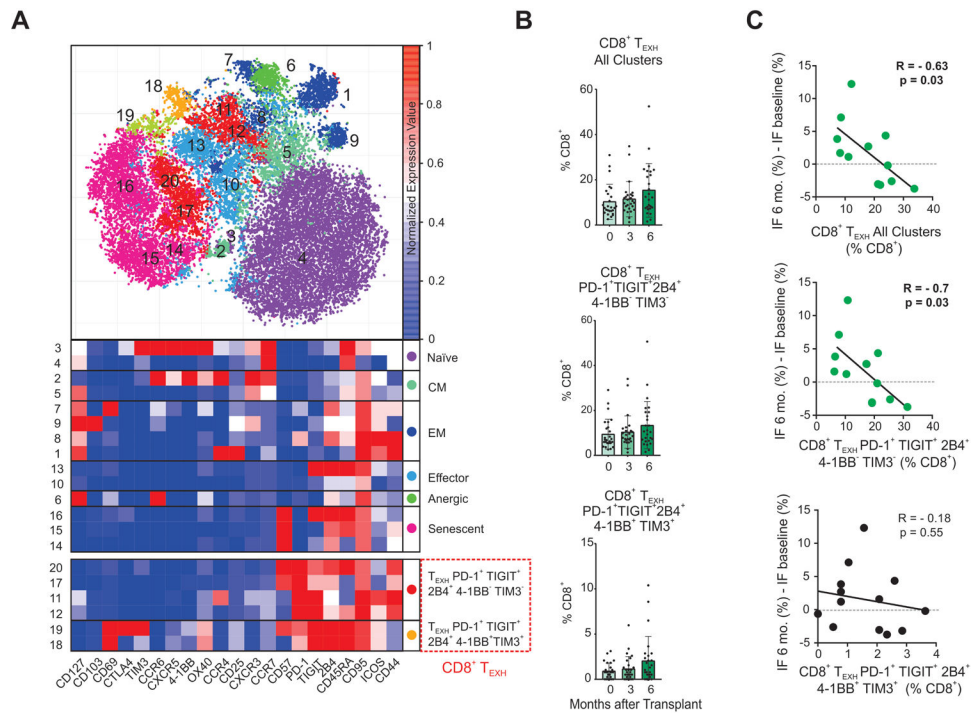 A
7
6
18
1
11
19
8
12
13
9
5
20
16
10
17
3
14
2
4
15
1
0.8
0.6
0.4
0.2
0
Normalized Expression Value
3
4
2
5
7
9
8
1
13
10
6
16
15
14
20
17
11
12
19
18
Naïve
CM
EM
Effector
Anergic
Senescent
T_EXH PD-1⁺ TIGIT⁺
2B4⁺ 4-1BB⁻ TIM3⁻
T_EXH PD-1⁺ TIGIT⁺
2B4⁺ 4-1BB⁺TIM3⁺
CD8⁺ T_EXH
CD127
CD103
CD69
CTLA4
TIM3
CCR6
CXCR5
4-1BB
OX40
CCR4
CD25
CXCR3
CCR7
CD57
PD-1
TIGIT
2B4
CD45RA
CD95
ICOS
CD44
B
CD8⁺ T_EXH
All Clusters
% CD8⁺
60
40
20
0
0 3 6
CD8⁺ T_EXH
PD-1⁺TIGIT⁺2B4⁺
4-1BB⁻ TIM3⁻
% CD8⁺
60
40
20
0
0 3 6
CD8⁺ T_EXH
PD-1⁺TIGIT⁺2B4⁺
4-1BB⁺ TIM3⁺
% CD8⁺
15
10
5
0
0 3 6
Months after Transplant
C
R = - 0.63
p = 0.03
IF 6 mo. (%) - IF baseline (%)
15
10
5
0
-5
0 10 20 30 40
CD8⁺ T_EXH All Clusters
(% CD8⁺)
R = - 0.7
p = 0.03
IF 6 mo. (%) - IF baseline (%)
15
10
5
0
-5
0 10 20 30 40
CD8⁺ T_EXH PD-1⁺ TIGIT⁺ 2B4⁺
4-1BB⁻ TIM3⁻ (% CD8⁺)
R = - 0.18
p = 0.55
IF 6 mo. (%) - IF baseline (%)
15
10
5
0
-5
0 1 2 3 4
CD8⁺ T_EXH PD-1⁺ TIGIT⁺ 2B4⁺
4-1BB⁺ TIM3⁺ (% CD8⁺)